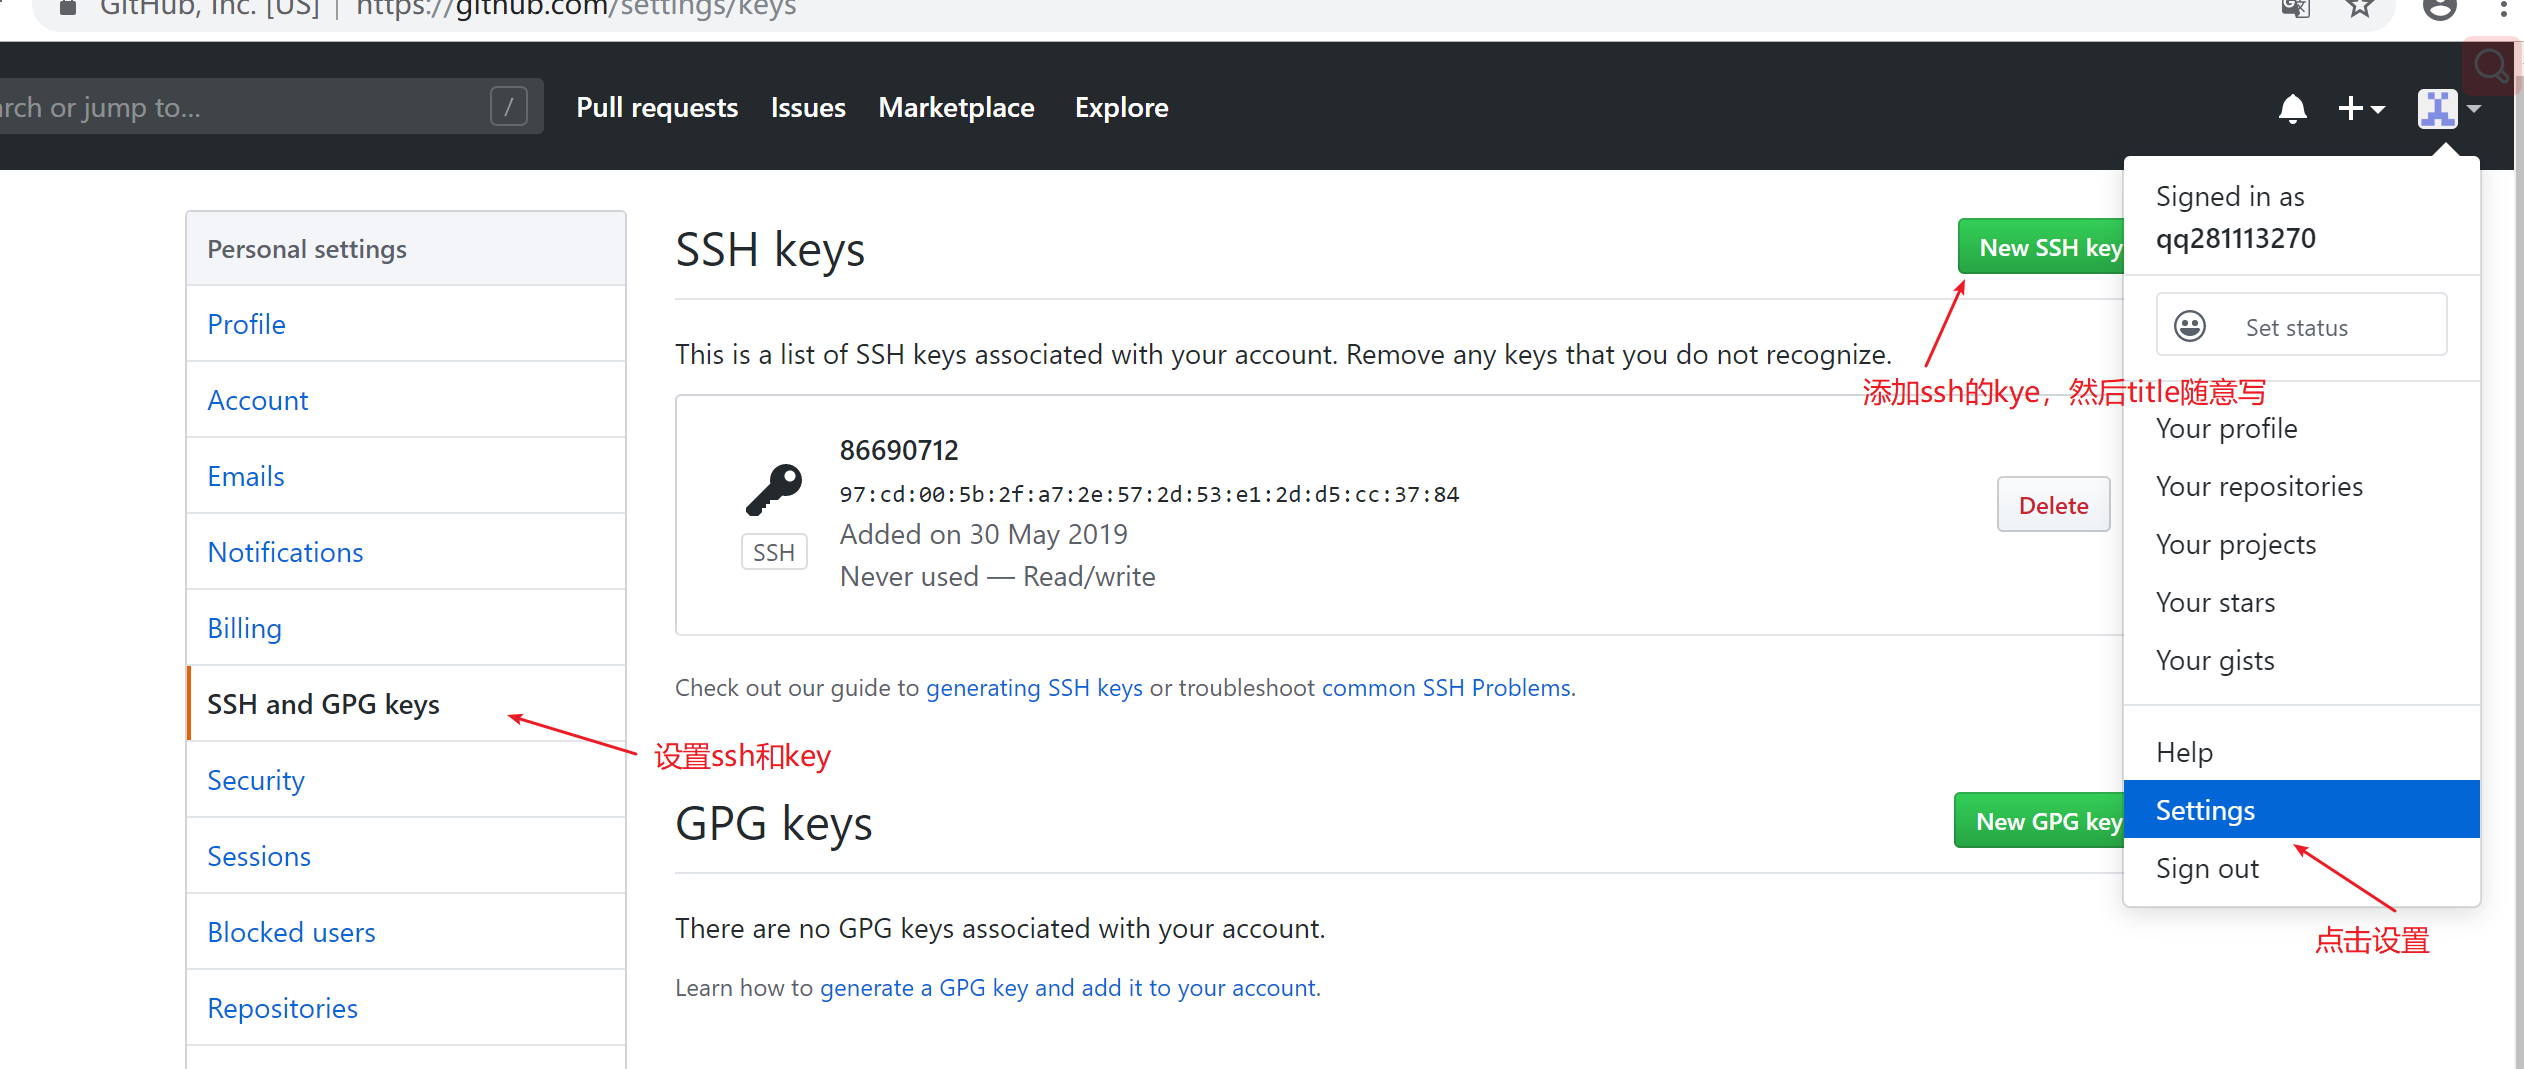 GitHub, Inc. [US] | https://github.com/settings/keys
rch or jump to... /
Pull requests Issues Marketplace Explore
Personal settings
Profile
Account
Emails
Notifications
Billing
SSH and GPG keys
Security
Sessions
Blocked users
Repositories
设置ssh和key
SSH keys
New SSH key
This is a list of SSH keys associated with your account. Remove any keys that you do not recognize.
添加ssh的kye，然后title随意写
86690712
97:cd:00:5b:2f:a7:2e:57:2d:53:e1:2d:d5:cc:37:84
Added on 30 May 2019
Never used — Read/write
SSH
Delete
Check out our guide to generating SSH keys or troubleshoot common SSH Problems.
GPG keys
New GPG key
There are no GPG keys associated with your account.
Learn how to generate a GPG key and add it to your account.
Signed in as
qq281113270
Set status
Your profile
Your repositories
Your projects
Your stars
Your gists
Help
Settings
Sign out
点击设置